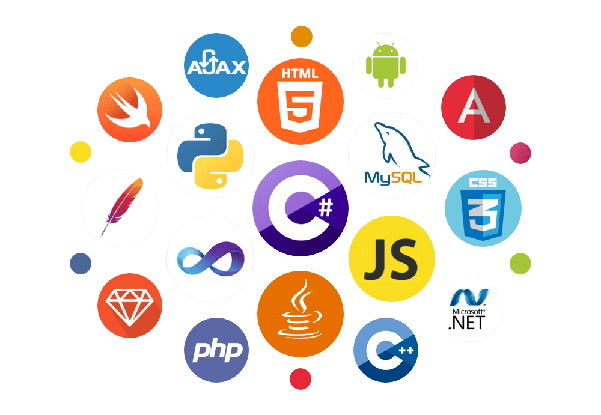 AJAX
HTML
5
A
MySQL
CSS
3
C#
JS
Microsoft®
.NET
php
C++